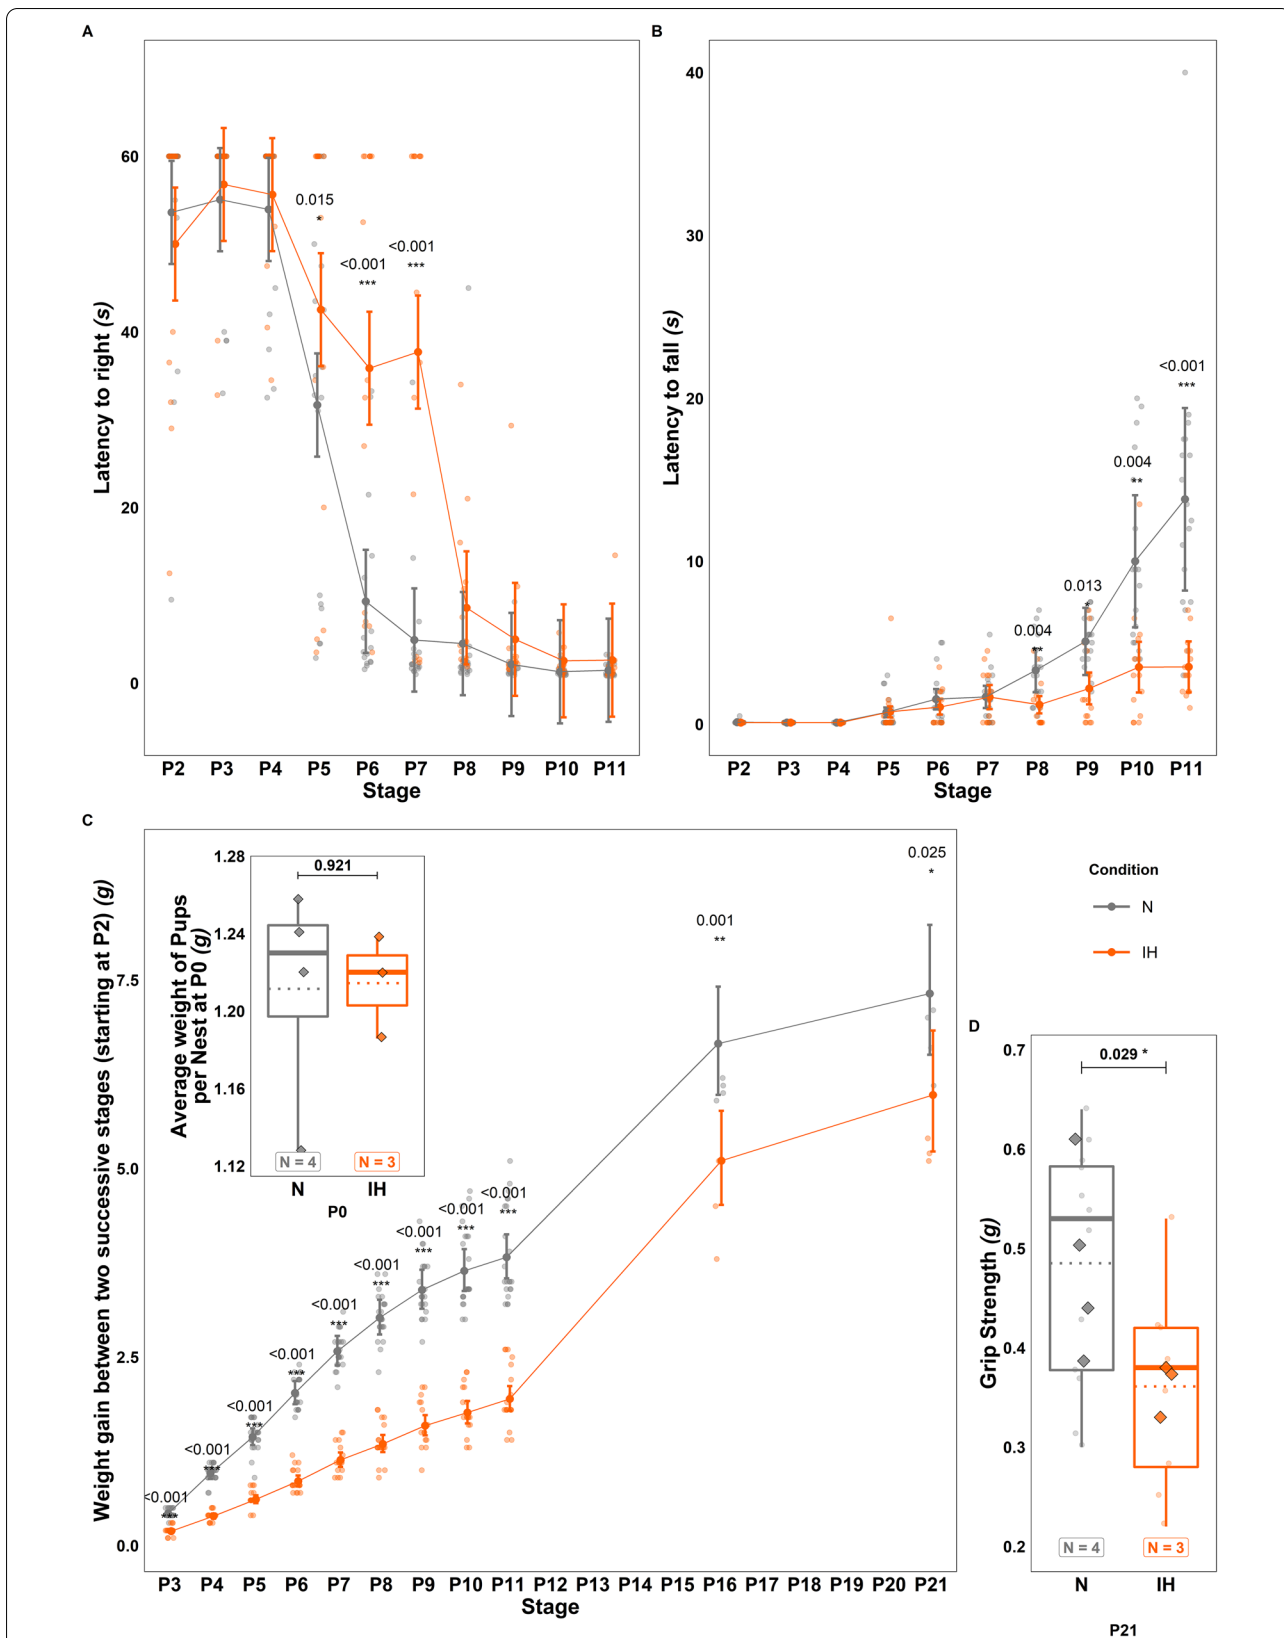 A
Latency to right (s)
60
40
20
0
0.015
*
<0.001
***
<0.001
***
P2 P3 P4 P5 P6 P7 P8 P9 P10 P11
Stage
B
Latency to fall (s)
40
30
20
10
0
0.004
**
0.013
*
0.004
**
<0.001
***
P2 P3 P4 P5 P6 P7 P8 P9 P10 P11
Stage
C
Weight gain between two successive stages (starting at P2) (g)
7.5
5.0
2.5
0.0
Average weight of Pups
per Nest at P0 (g)
1.28
1.24
1.20
1.16
1.12
0.921
N = 4
N = 3
N IH
P0
<0.001
***
<0.001
***
<0.001
***
<0.001
***
<0.001
***
<0.001
***
<0.001
***
<0.001
***
<0.001
***
0.001
**
0.025
*
P3 P4 P5 P6 P7 P8 P9 P10 P11 P12 P13 P14 P15 P16 P17 P18 P19 P20 P21
Stage
Condition
N
IH
D
Grip Strength (g)
0.7
0.6
0.5
0.4
0.3
0.2
0.029 *
N = 4
N = 3
N IH
P21